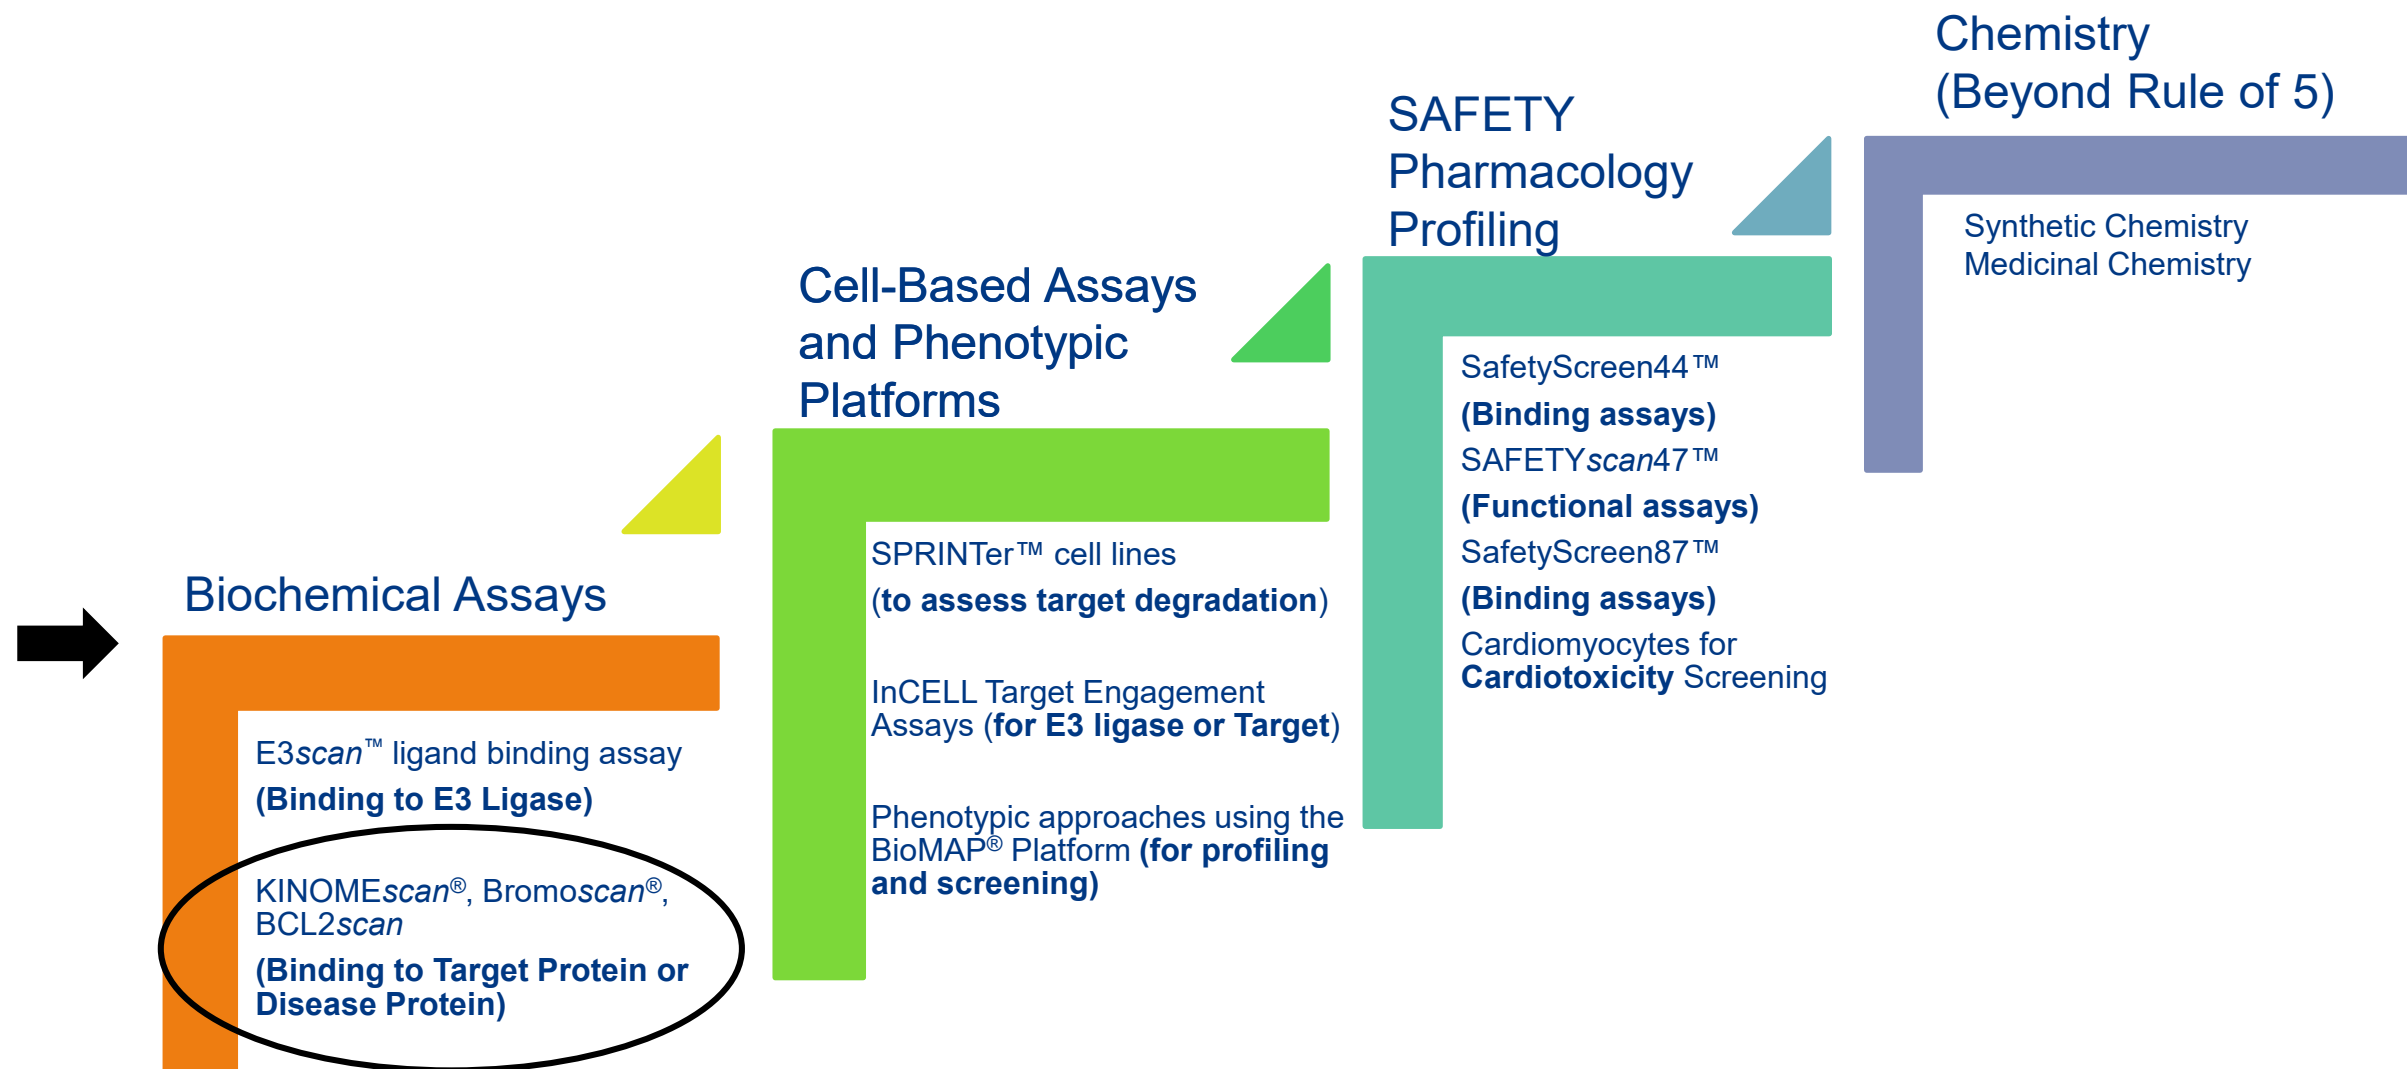 Biochemical Assays
E3scan™ ligand binding assay
(Binding to E3 Ligase)
KINOMEscan®, Bromoscan®,
BCL2scan
(Binding to Target Protein or
Disease Protein)
Cell-Based Assays
and Phenotypic
Platforms
SPRINTer™ cell lines
(to assess target degradation)
InCELL Target Engagement
Assays (for E3 ligase or Target)
Phenotypic approaches using the
BioMAP® Platform (for profiling
and screening)
SAFETY
Pharmacology
Profiling
SafetyScreen44™
(Binding assays)
SAFETYscan47™
(Functional assays)
SafetyScreen87™
(Binding assays)
Cardiomyocytes for
Cardiotoxicity Screening
Chemistry
(Beyond Rule of 5)
Synthetic Chemistry
Medicinal Chemistry